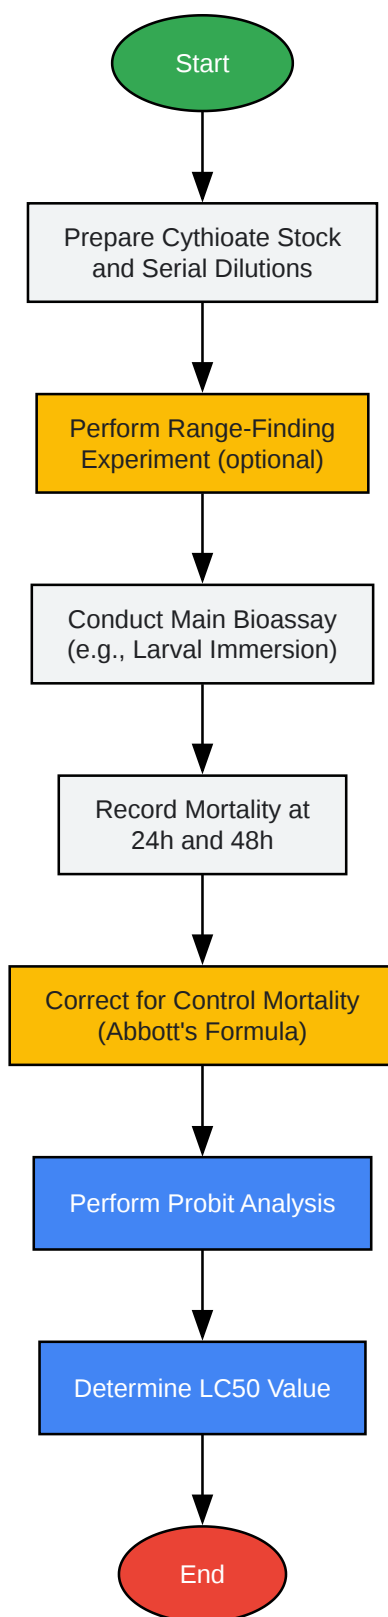 Start
Prepare Cythioate Stock
and Serial Dilutions
Perform Range-Finding
Experiment (optional)
Conduct Main Bioassay
(e.g., Larval Immersion)
Record Mortality at
24h and 48h
Correct for Control Mortality
(Abbott's Formula)
Perform Probit Analysis
Determine LC50 Value
End